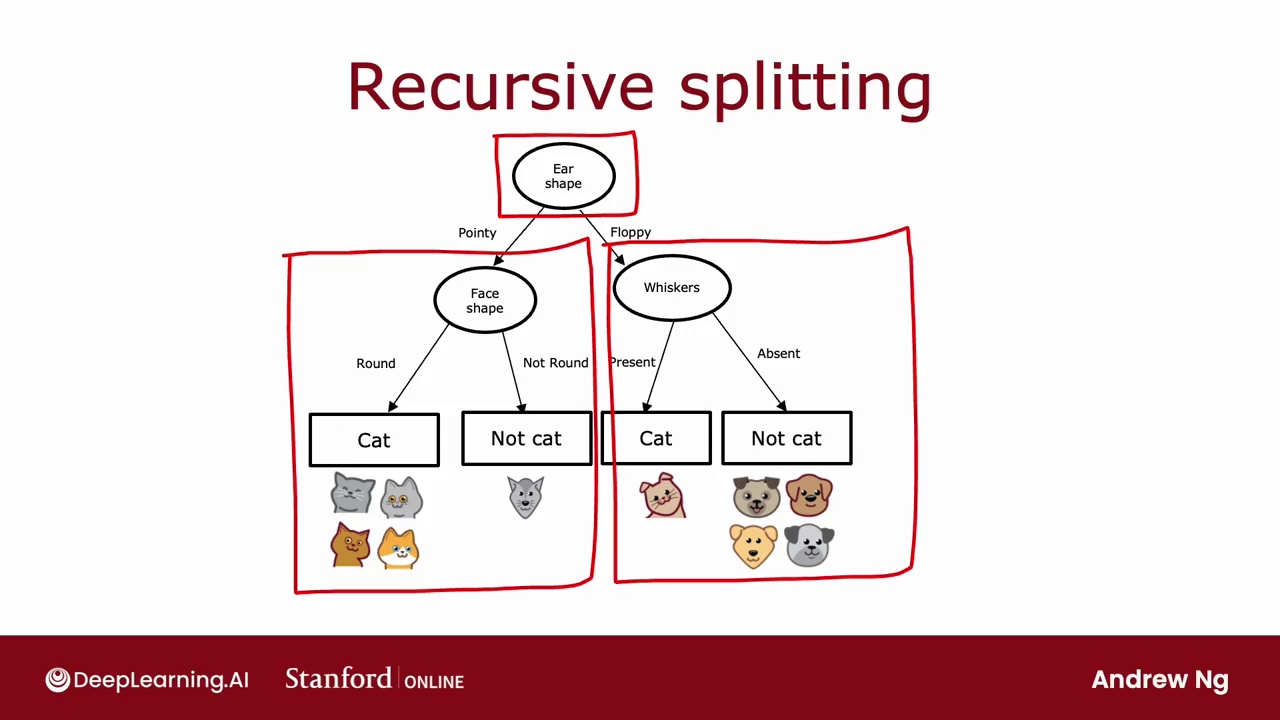 Recursive splitting
Ear
shape
Pointy
Floppy
Face
shape
Whiskers
Round
Not Round
Present
Absent
Cat
Not cat
Cat
Not cat
DeepLearning.AI
Stanford | ONLINE
Andrew Ng